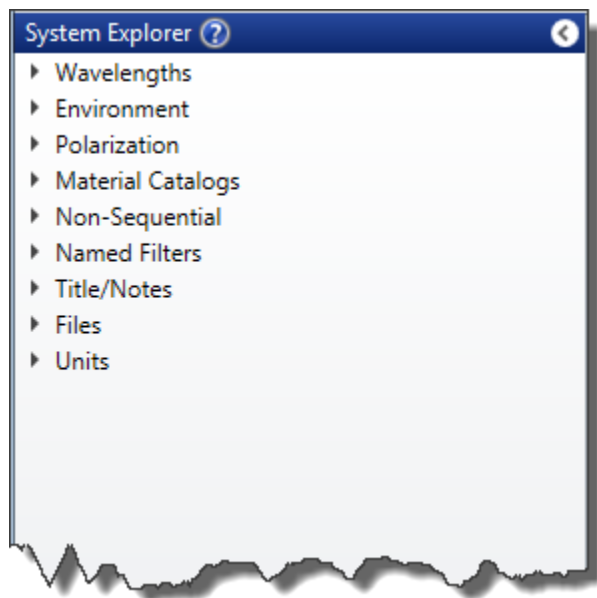 System Explorer ?
Wavelengths
Environment
Polarization
Material Catalogs
Non-Sequential
Named Filters
Title/Notes
Files
Units